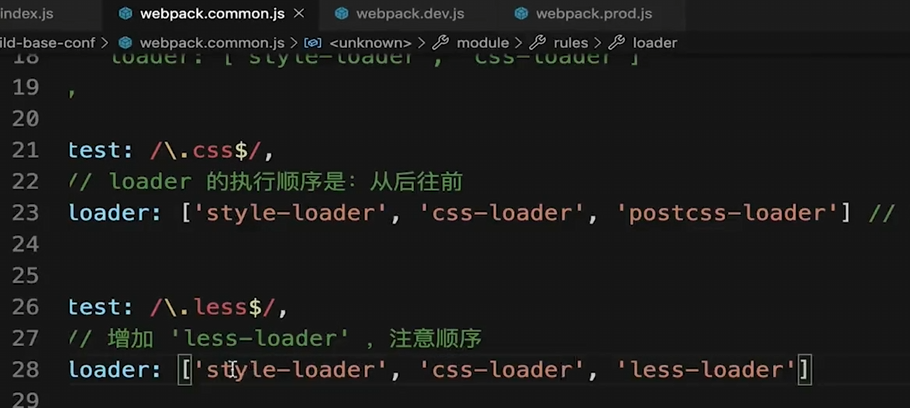 index.js webpack.common.js × webpack.dev.js webpack.prod.js
ild-base-conf > webpack.common.js > <unknown> > module > rules > loader
18 loader: ['style-loader', 'css-loader']
19 ,
20
21 test: /\.css$/,
22 // loader 的执行顺序是：从后往前
23 loader: ['style-loader', 'css-loader', 'postcss-loader'] //
24
25
26 test: /\.less$/,
27 // 增加 'less-loader' ，注意顺序
28 loader: ['style-loader', 'css-loader', 'less-loader']
29